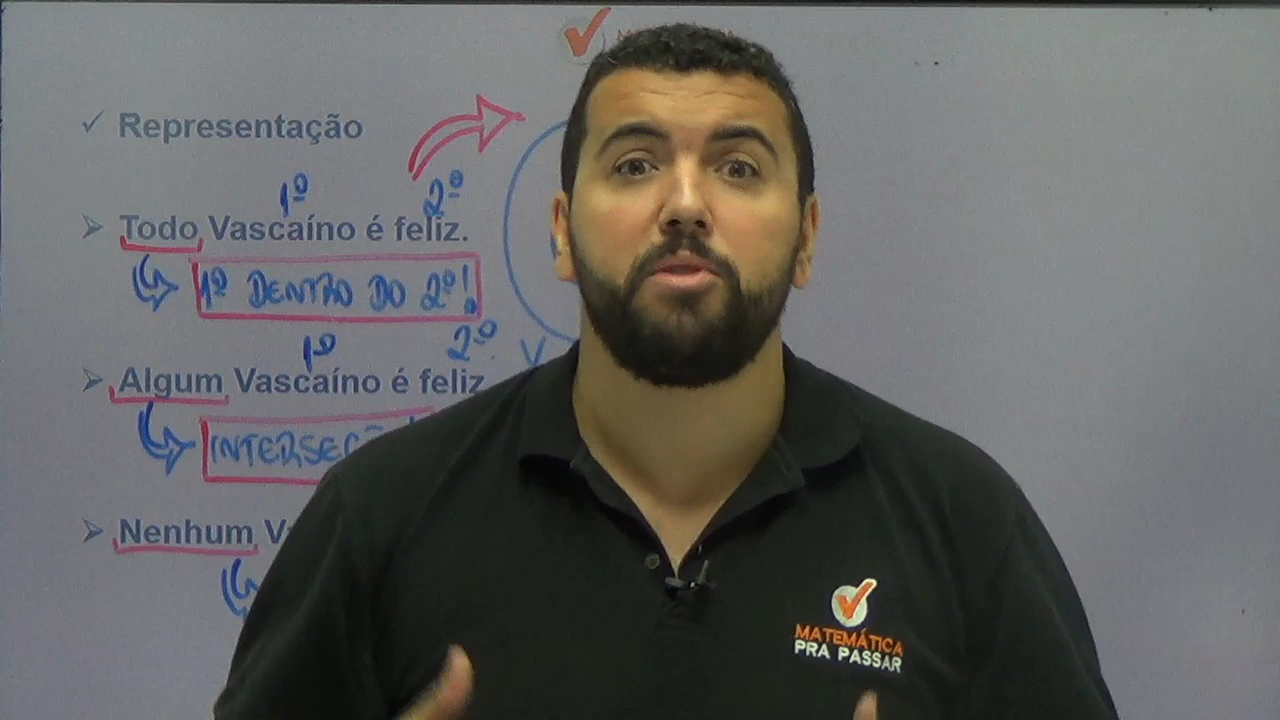 ✓ Representação
1º 2º
➢ Todo Vascaíno é feliz.
1º DENTRO DO 2º!
1º 2º
V
➢ Algum Vascaíno é feliz
➢ Nenhum
MATEMÁTICA
PRA PASSAR